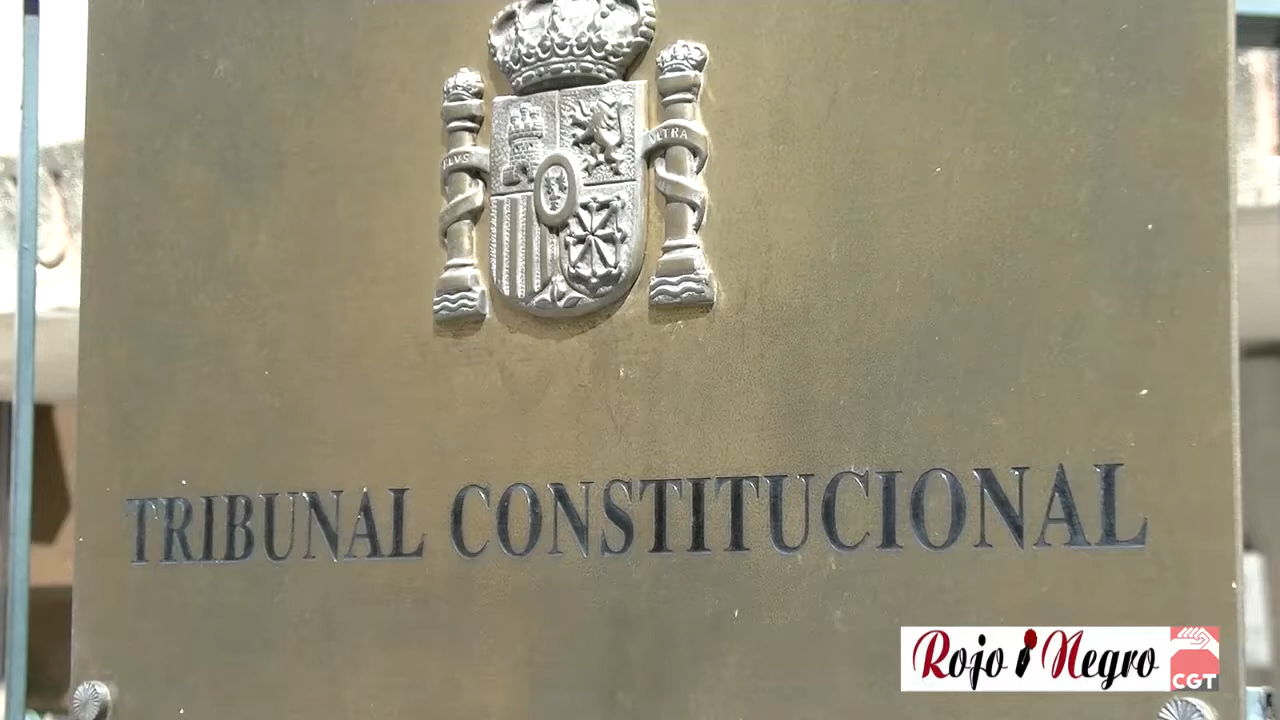 PLVS
VLTRA
TRIBUNAL CONSTITUCIONAL
Rojo Negro
CGT